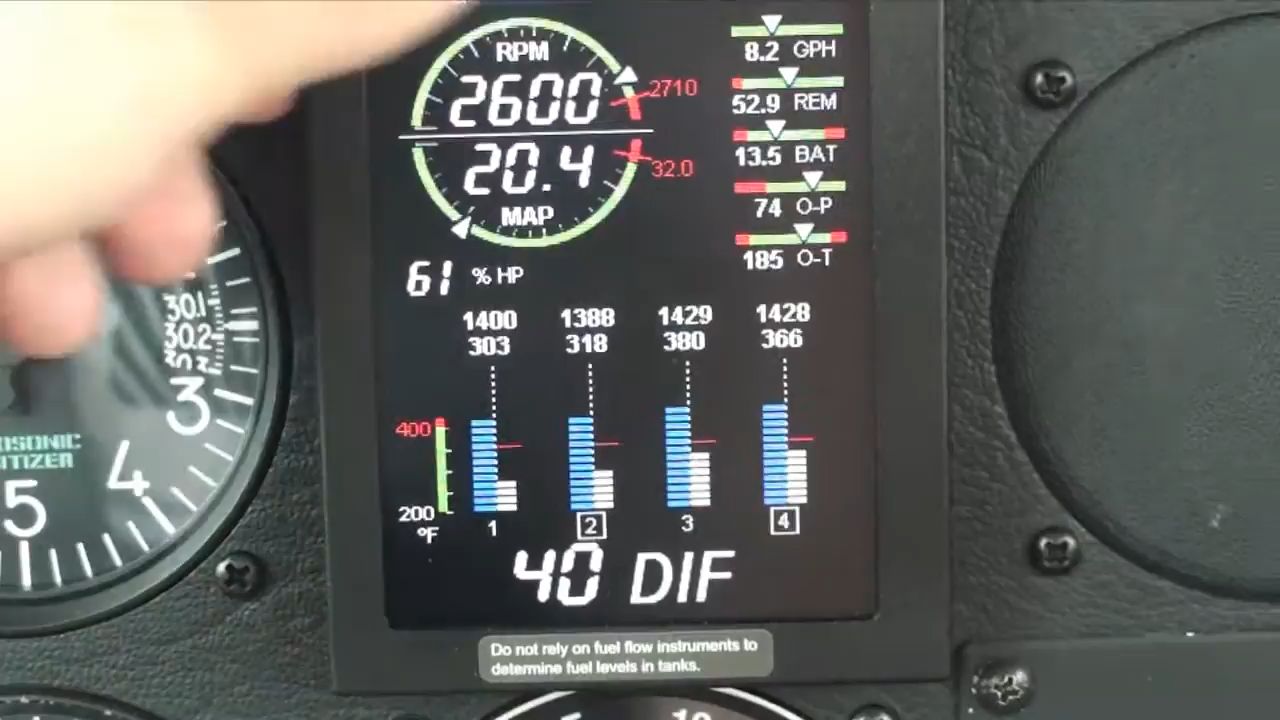 RPM
2600
2710
20.4
32.0
MAP
61 % HP
8.2 GPH
52.9 REM
13.5 BAT
74 O-P
185 O-T
1400 1388 1429 1428
303 318 380 366
400
200
°F
1 2 3 4
40 DIF
Do not rely on fuel flow instruments to
determine fuel levels in tanks.
30.1
30.2
3
4
5
10